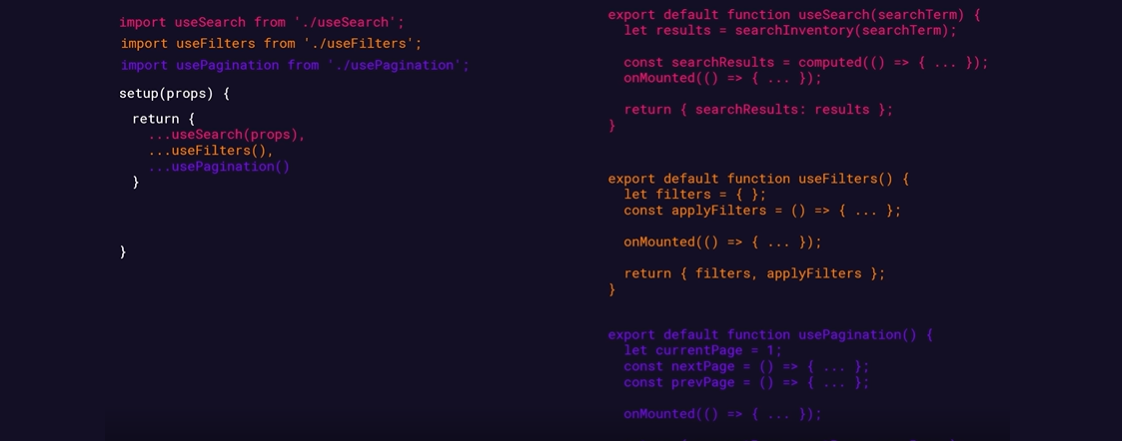 import useSearch from './useSearch';
import useFilters from './useFilters';
import usePagination from './usePagination';
setup(props) {
return {
...useSearch(props),
...useFilters(),
...usePagination()
}
}
export default function useSearch(searchTerm) {
let results = searchInventory(searchTerm);
const searchResults = computed(() => { ... });
onMounted(() => { ... });
return { searchResults: results };
}
export default function useFilters() {
let filters = { };
const applyFilters = () => { ... };
onMounted(() => { ... });
return { filters, applyFilters };
}
export default function usePagination() {
let currentPage = 1;
const nextPage = () => { ... };
const prevPage = () => { ... };
onMounted(() => { ... });